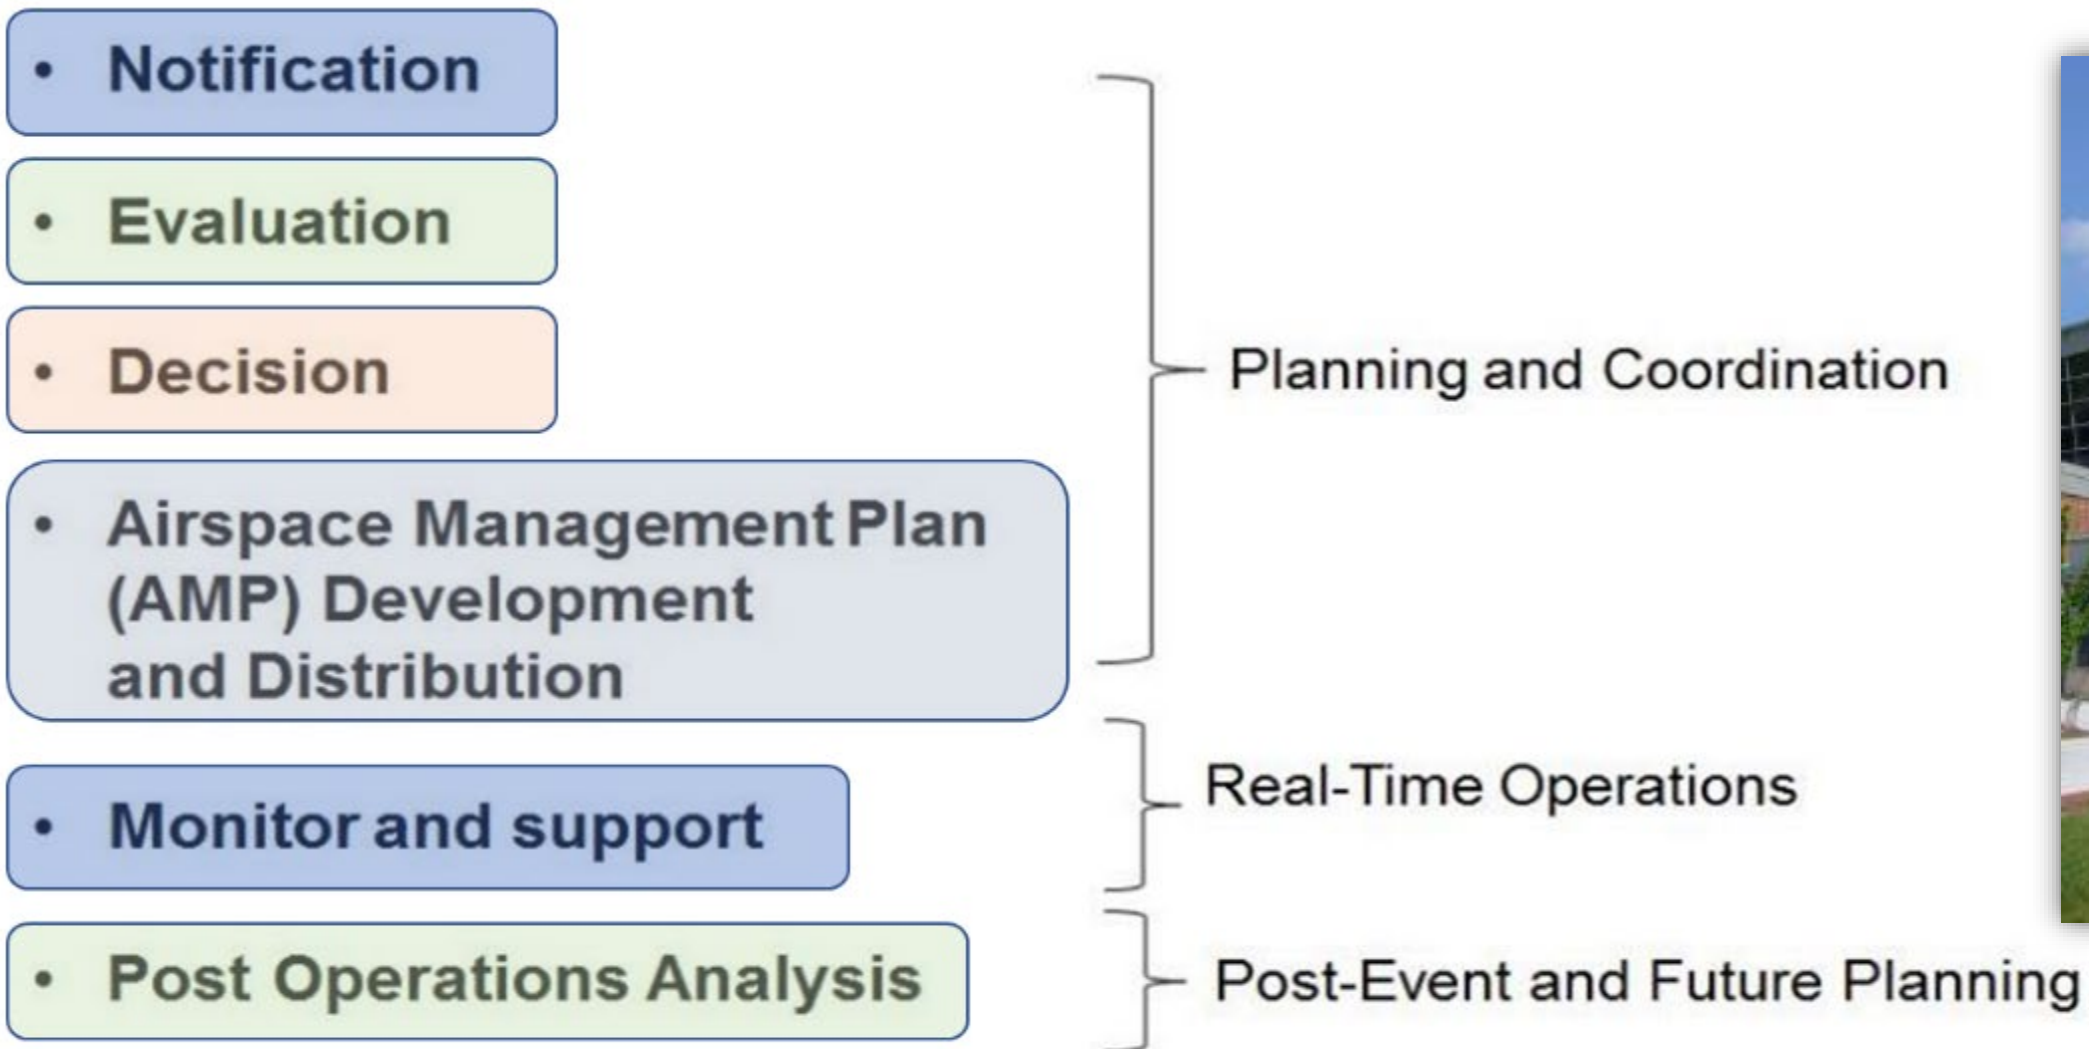 • Notification
• Evaluation
• Decision
• Airspace Management Plan
(AMP) Development
and Distribution
Planning and Coordination
• Monitor and support
Real-Time Operations
• Post Operations Analysis
Post-Event and Future Planning